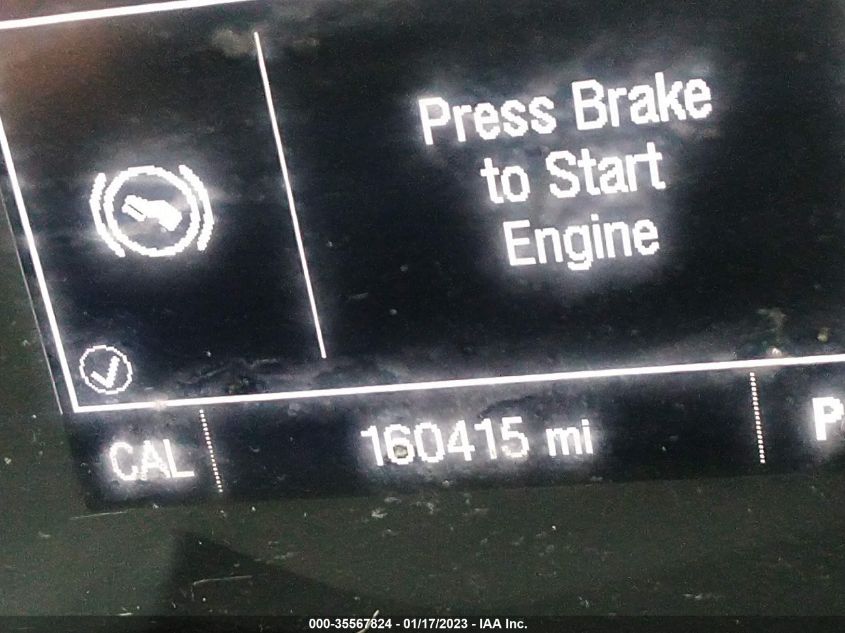 Press Brake
to Start
Engine
CAL 160415 mi P
000-35567824 - 01/17/2023 - IAA Inc.